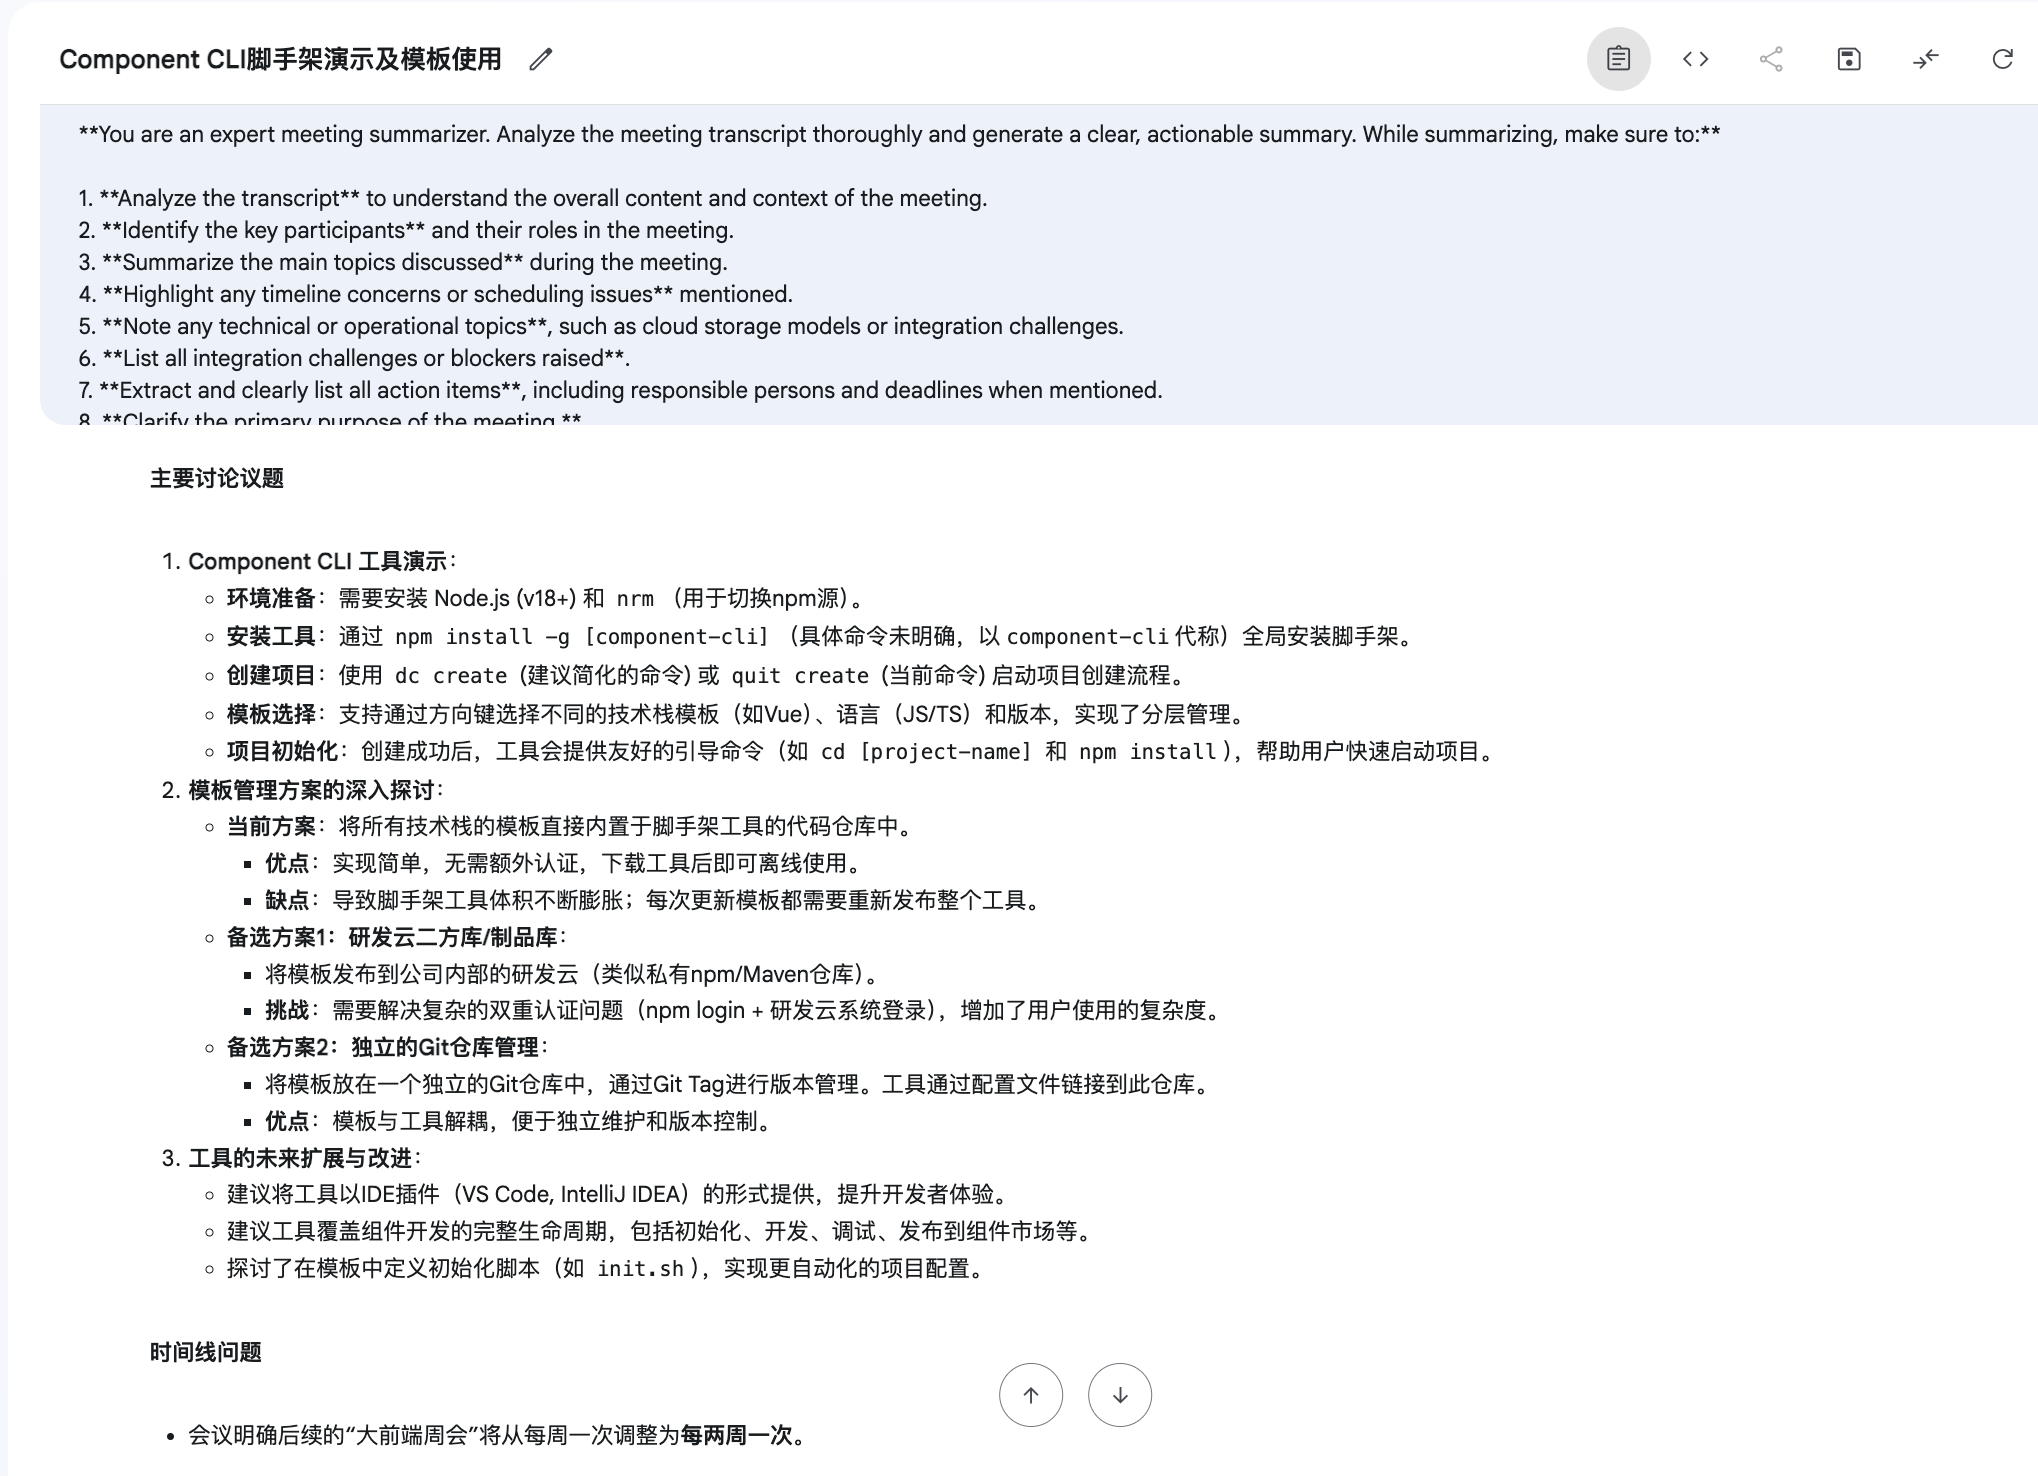 Component CLI脚手架演示及模板使用
**You are an expert meeting summarizer. Analyze the meeting transcript thoroughly and generate a clear, actionable summary. While summarizing, make sure to:**
1. **Analyze the transcript** to understand the overall content and context of the meeting.
2. **Identify the key participants** and their roles in the meeting.
3. **Summarize the main topics discussed** during the meeting.
4. **Highlight any timeline concerns or scheduling issues** mentioned.
5. **Note any technical or operational topics**, such as cloud storage models or integration challenges.
6. **List all integration challenges or blockers raised**.
7. **Extract and clearly list all action items**, including responsible persons and deadlines when mentioned.
8. **Clarify the primary purpose of the meeting.**
主要讨论议题
1. Component CLI 工具演示:
○ 环境准备：需要安装 Node.js (v18+) 和 nrm （用于切换npm源）。
○ 安装工具：通过 npm install -g [component-cli] （具体命令未明确，以 component-cli 代称）全局安装脚手架。
○ 创建项目：使用 dc create (建议简化的命令) 或 quit create (当前命令) 启动项目创建流程。
○ 模板选择：支持通过方向键选择不同的技术栈模板（如Vue）、语言（JS/TS）和版本，实现了分层管理。
○ 项目初始化：创建成功后，工具会提供友好的引导命令（如 cd [project-name] 和 npm install ），帮助用户快速启动项目。
2. 模板管理方案的深入探讨:
○ 当前方案：将所有技术栈的模板直接内置于脚手架工具的代码仓库中。
▪ 优点：实现简单，无需额外认证，下载工具后即可离线使用。
▪ 缺点：导致脚手架工具体积不断膨胀；每次更新模板都需要重新发布整个工具。
○ 备选方案1：研发云二方库/制品库:
▪ 将模板发布到公司内部的研发云（类似私有npm/Maven仓库）。
▪ 挑战：需要解决复杂的双重认证问题（npm login + 研发云系统登录），增加了用户使用的复杂度。
○ 备选方案2：独立的Git仓库管理:
▪ 将模板放在一个独立的Git仓库中，通过Git Tag进行版本管理。工具通过配置文件链接到此仓库。
▪ 优点：模板与工具解耦，便于独立维护和版本控制。
3. 工具的未来扩展与改进:
○ 建议将工具以IDE插件（VS Code, IntelliJ IDEA）的形式提供，提升开发者体验。
○ 建议工具覆盖组件开发的完整生命周期，包括初始化、开发、调试、发布到组件市场等。
○ 探讨了在模板中定义初始化脚本（如 init.sh ），实现更自动化的项目配置。
时间线问题
• 会议明确后续的“大前端周会”将从每周一次调整为每两周一次。